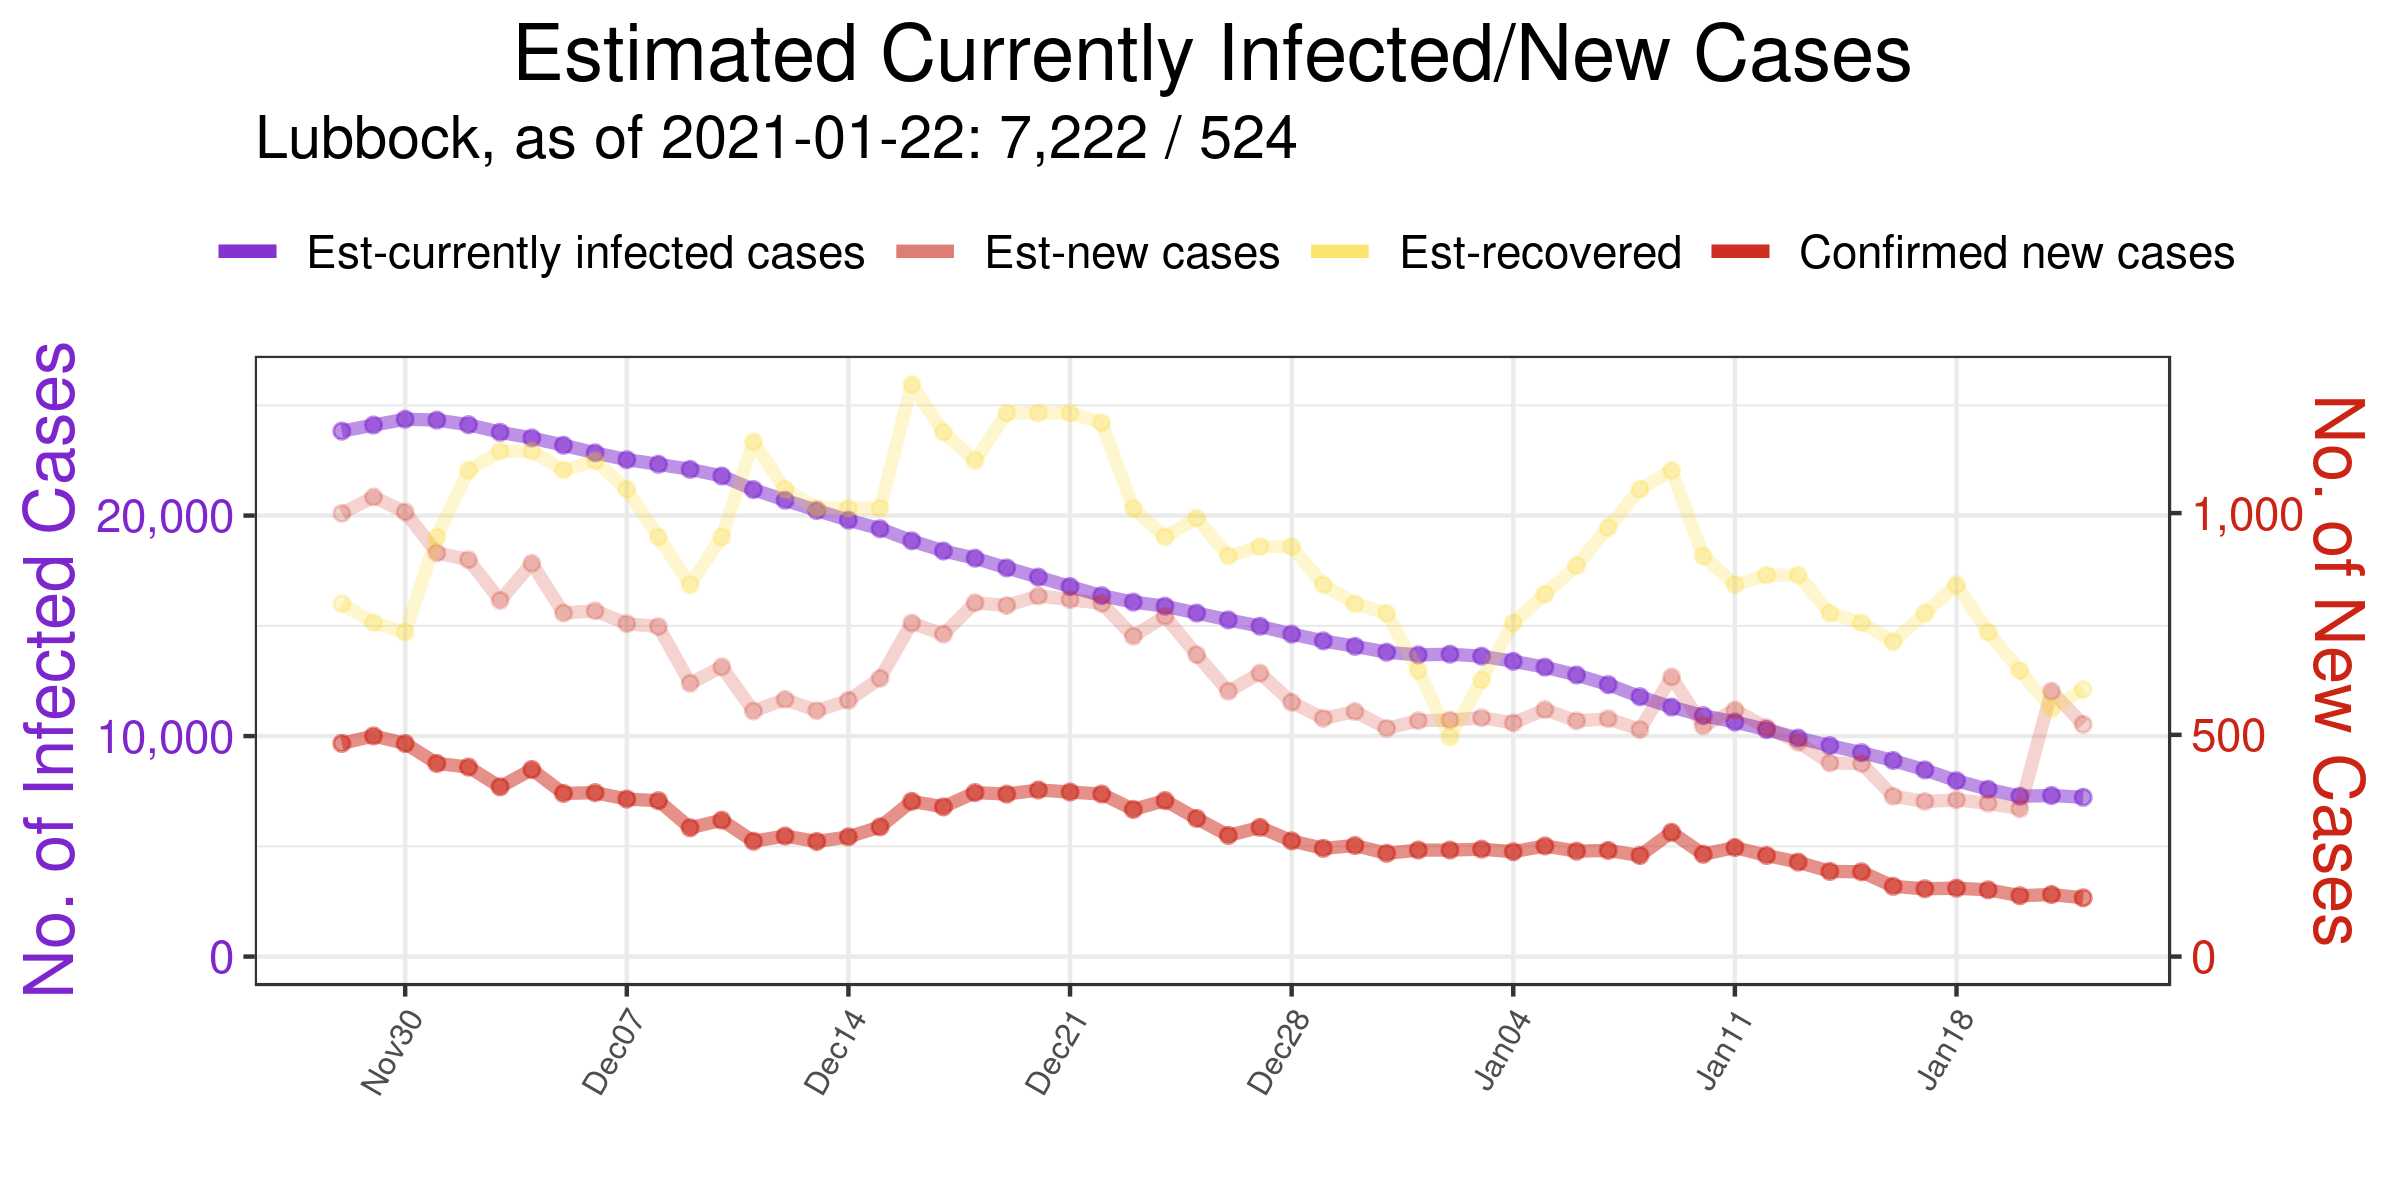 Estimated Currently Infected/New Cases
Lubbock, as of 2021-01-22: 7,222 / 524
Est-currently infected cases Est-new cases Est-recovered Confirmed new cases
No. of Infected Cases
20,000
10,000
0
No. of New Cases
1,000
500
0
Nov30 Dec07 Dec14 Dec21 Dec28 Jan04 Jan11 Jan18